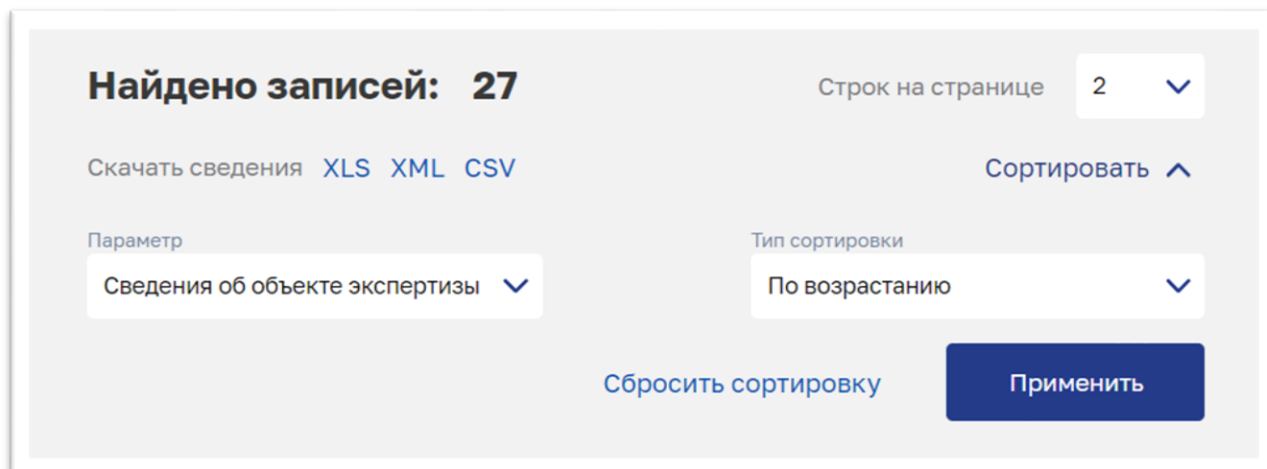 Найдено записей: 27
Строк на странице 2
Скачать сведения XLS XML CSV
Сортировать
Параметр
Тип сортировки
Сведения об объекте экспертизы
По возрастанию
Сбросить сортировку
Применить